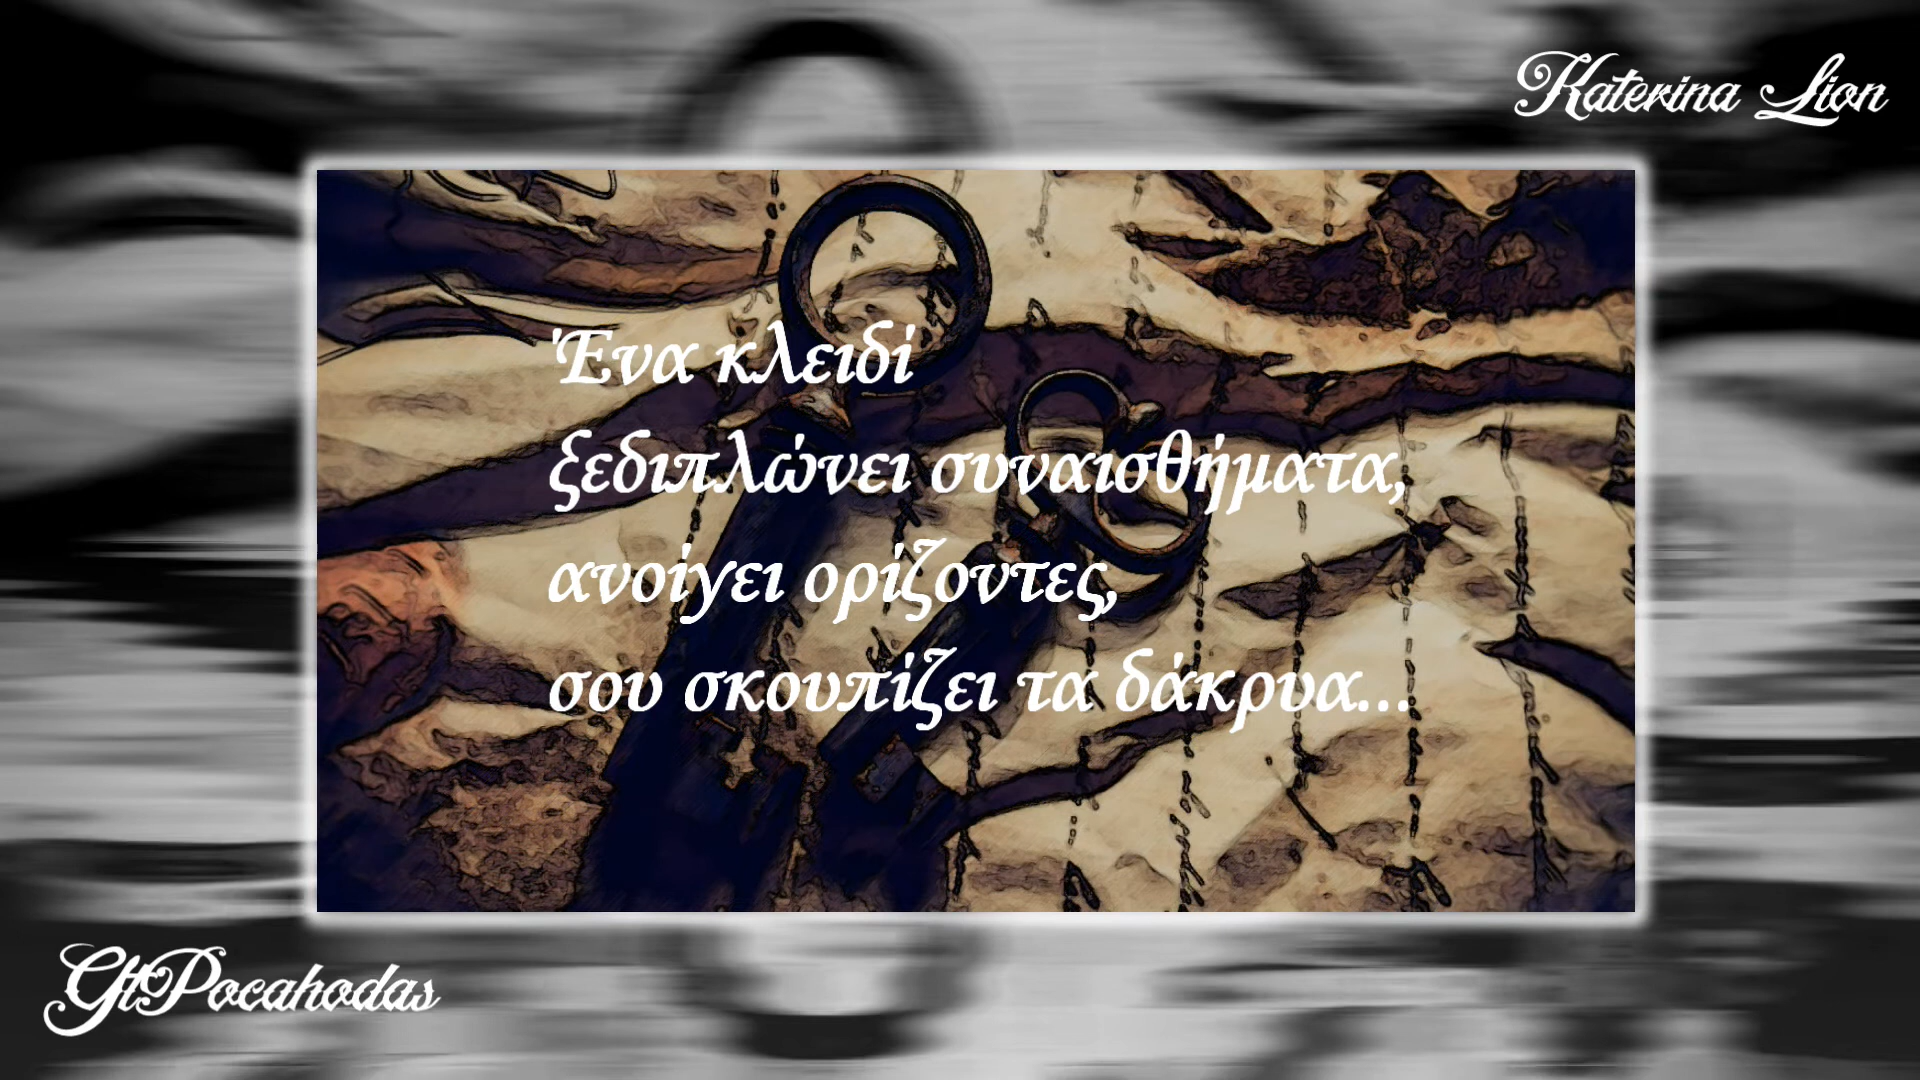 Katerina Lion
Ένα κλειδί
ξεδιπλώνει συναισθήματα,
ανοίγει ορίζοντες,
σου σκουπίζει τα δάκρυα...
GtPocahodas